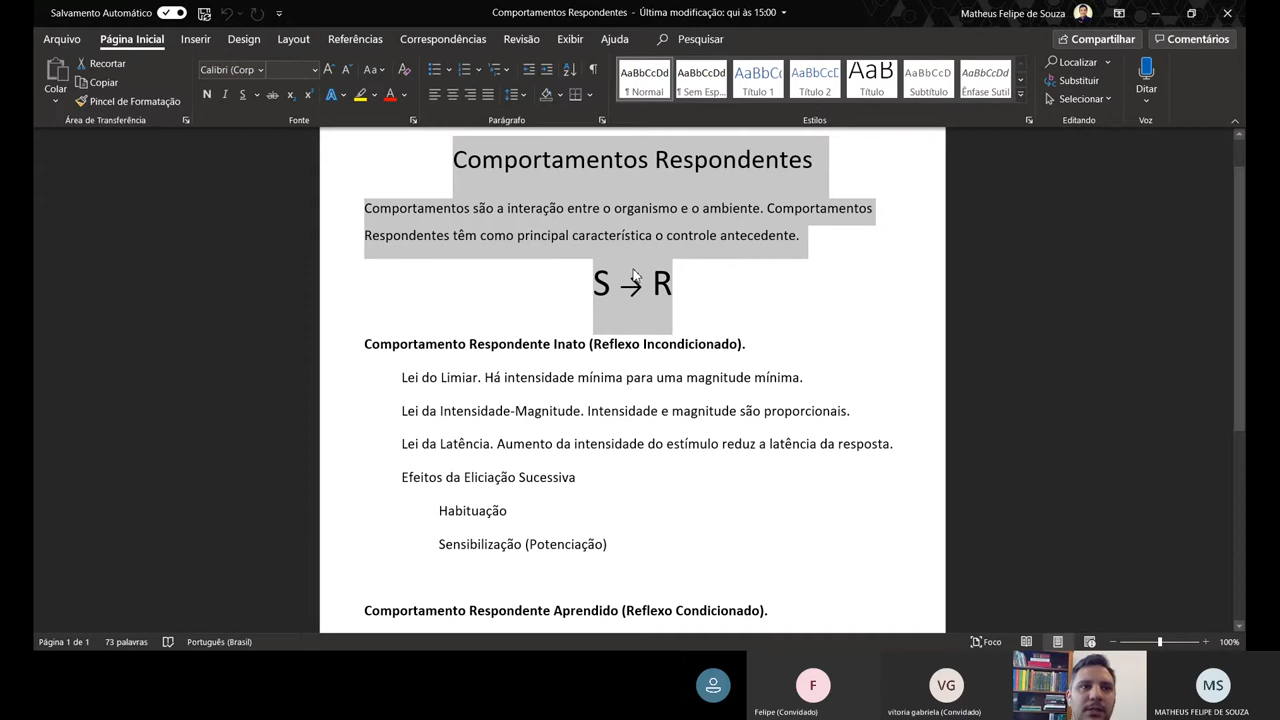 Salvamento Automático
Comportamentos Respondentes - Última modificação: qui às 15:00
Matheus Felipe de Souza
Arquivo Página Inicial Inserir Design Layout Referências Correspondências Revisão Exibir Ajuda Pesquisar Compartilhar Comentários
Colar
Recortar
Copiar
Pincel de Formatação
Área de Transferência
Calibri (Corp
N I S ab x₂ x² A A
Fonte
Parágrafo
AaBbCcDd AaBbCcDd AaBbCc AaBbCcD AaB AaBbCcD AaBbCcDd
¶ Normal ¶ Sem Esp... Título 1 Título 2 Título Subtítulo Ênfase Sutil
Estilos
Localizar
Substituir
Selecionar
Editando
Ditar
Voz
Comportamentos Respondentes
Comportamentos são a interação entre o organismo e o ambiente. Comportamentos
Respondentes têm como principal característica o controle antecedente.
S → R
Comportamento Respondente Inato (Reflexo Incondicionado).
Lei do Limiar. Há intensidade mínima para uma magnitude mínima.
Lei da Intensidade-Magnitude. Intensidade e magnitude são proporcionais.
Lei da Latência. Aumento da intensidade do estímulo reduz a latência da resposta.
Efeitos da Eliciação Sucessiva
Habituação
Sensibilização (Potenciação)
Comportamento Respondente Aprendido (Reflexo Condicionado).
Página 1 de 1 73 palavras Português (Brasil) Foco 100%
F VG MS
Felipe (Convidado) vitoria gabriela (Convidado) MATHEUS FELIPE DE SOUZA